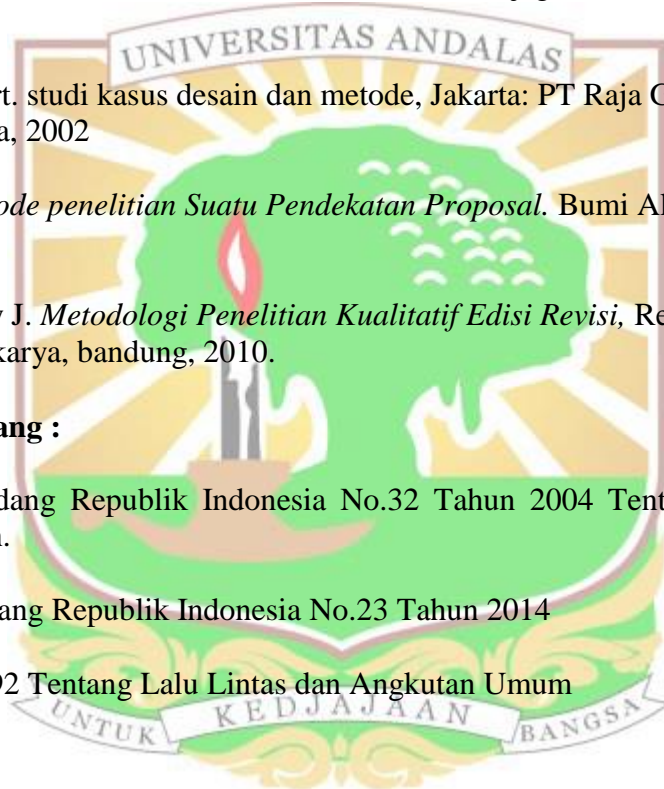 UNIVERSITAS ANDALAS
rt. studi kasus desain dan metode, Jakarta: PT Raja
a, 2002
ode penelitian Suatu Pendekatan Proposal. Bumi
J. Metodologi Penelitian Kualitatif Edisi Revisi,
karya, bandung, 2010.
ang :
dang Republik Indonesia No.32 Tahun 2004 Tent
ang Republik Indonesia No.23 Tahun 2014
92 Tentang Lalu Lintas dan Angkutan Umum
UNTUK KEDJAJAAN BANGSA